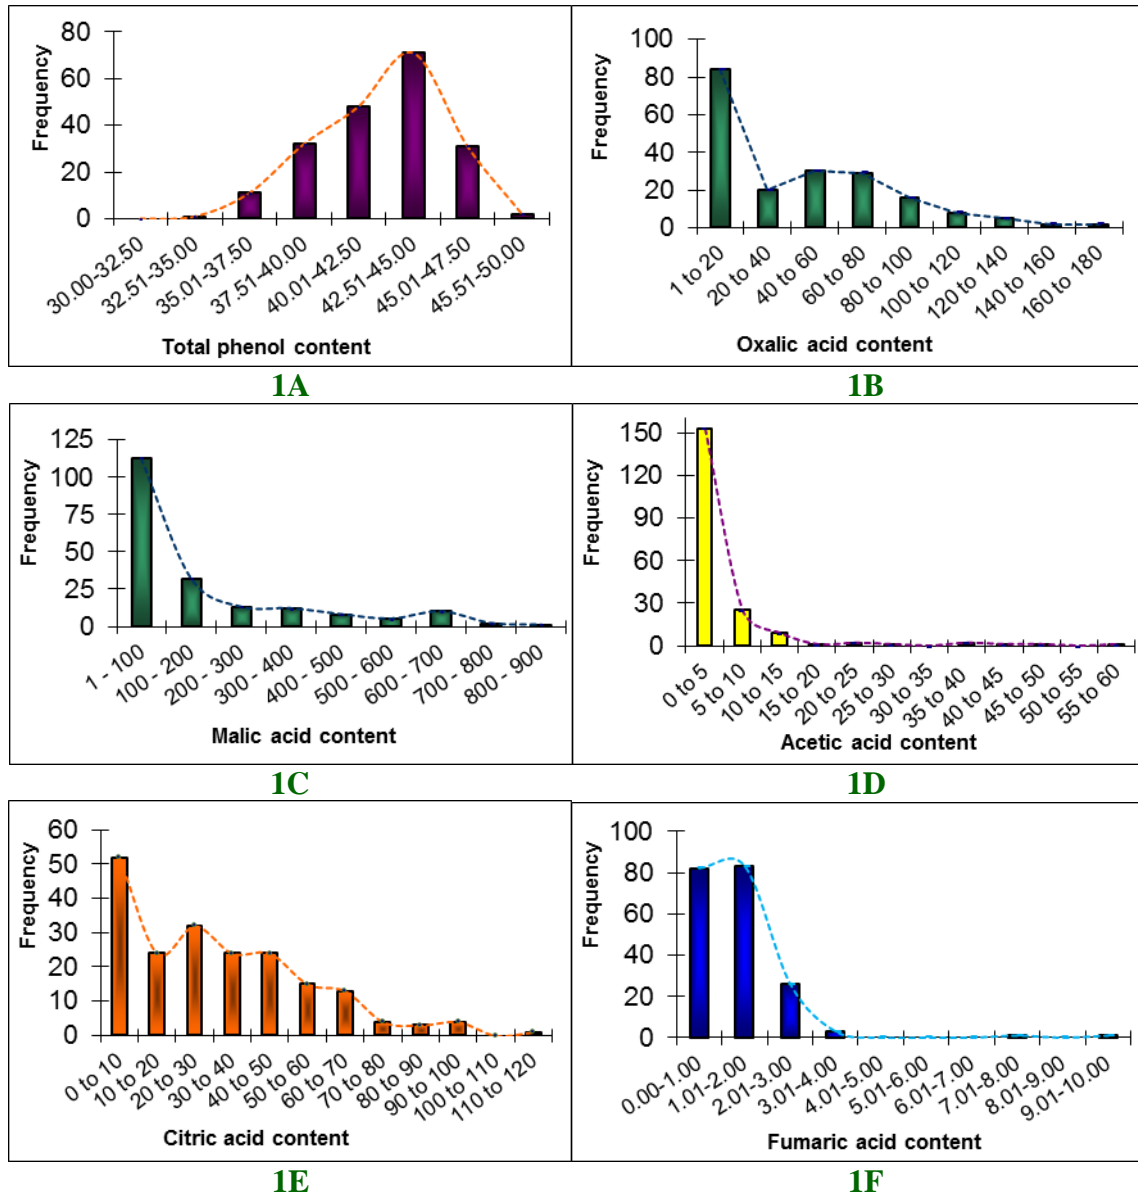 80
60
40
20
0
Frequency
30.00-32.50
32.51-35.00
35.01-37.50
37.51-40.00
40.01-42.50
42.51-45.00
45.01-47.50
45.51-50.00
Total phenol content
1A
100
80
60
40
20
0
Frequency
1 to 20
20 to 40
40 to 60
60 to 80
80 to 100
100 to 120
120 to 140
140 to 160
160 to 180
Oxalic acid content
1B
125
100
75
50
25
0
Frequency
1 - 100
100 - 200
200 - 300
300 - 400
400 - 500
500 - 600
600 - 700
700 - 800
800 - 900
Malic acid content
1C
150
120
90
60
30
0
Frequency
0 to 5
5 to 10
10 to 15
15 to 20
20 to 25
25 to 30
30 to 35
35 to 40
40 to 45
45 to 50
50 to 55
55 to 60
Acetic acid content
1D
60
50
40
30
20
10
0
Frequency
0 to 10
10 to 20
20 to 30
30 to 40
40 to 50
50 to 60
60 to 70
70 to 80
80 to 90
90 to 100
100 to 110
110 to 120
Citric acid content
1E
100
80
60
40
20
0
Frequency
0.00-1.00
1.01-2.00
2.01-3.00
3.01-4.00
4.01-5.00
5.01-6.00
6.01-7.00
7.01-8.00
8.01-9.00
9.01-10.00
Fumaric acid content
1F